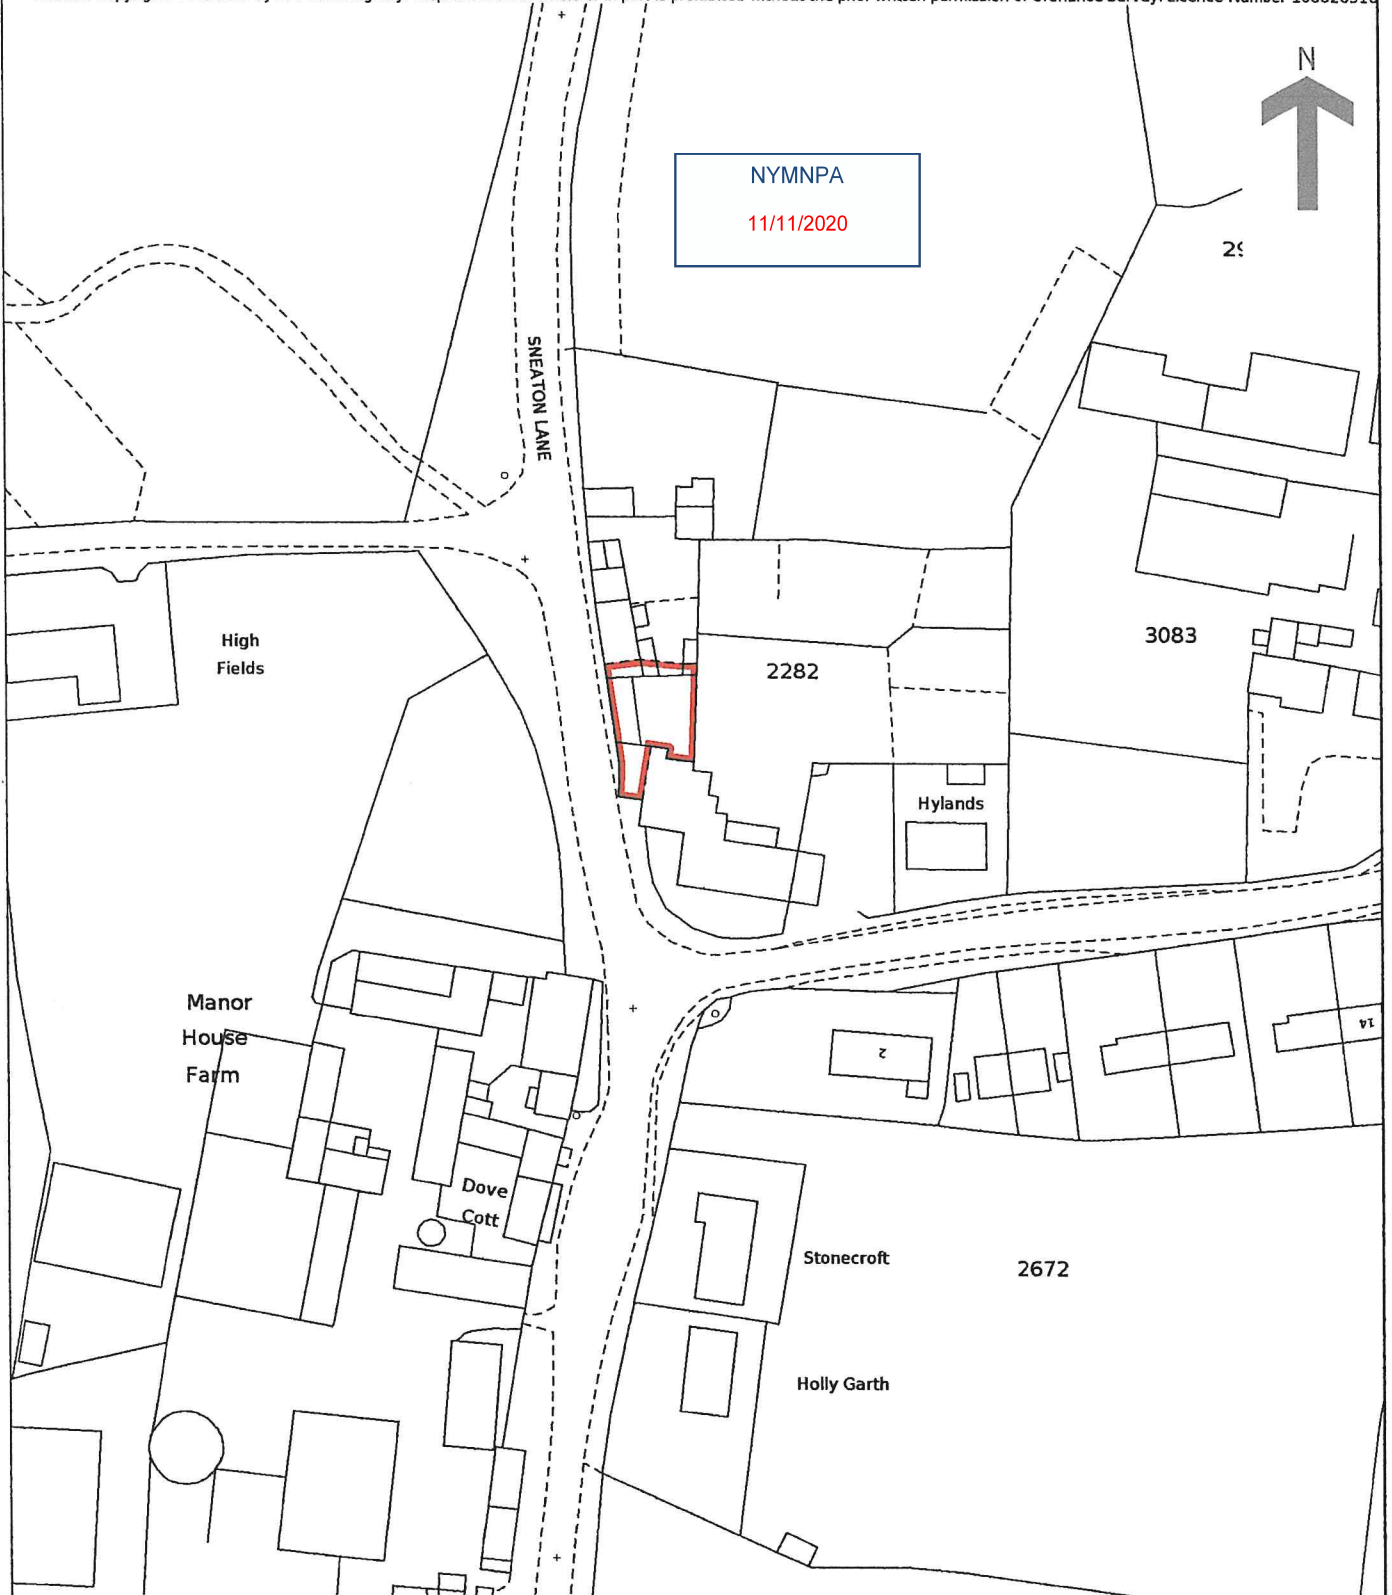 N
NYMNPA
11/11/2020
SNEATON LANE
High
Fields
3083
2282
Hylands
Manor
House
Farm
2
14
Dove
Cott
Stonecroft
2672
Holly Garth